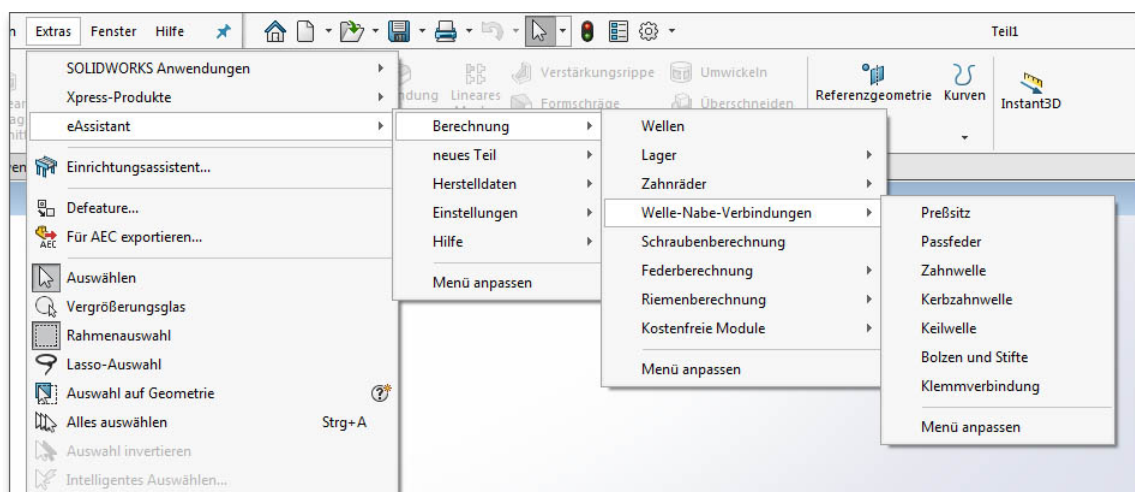 Extras Fenster Hilfe
Teil1
SOLIDWORKS Anwendungen
Xpress-Produkte
eAssistant
Einrichtungsassistent...
Defeature...
Für AEC exportieren...
Auswählen
Vergrößerungsglas
Rahmenauswahl
Lasso-Auswahl
Auswahl auf Geometrie
Alles auswählen Strg+A
Auswahl invertieren
Intelligentes Auswählen...
Lineares
Verstärkungsrippe
Formschräge
Umwickeln
Überschneiden
Referenzgeometrie
Kurven
Instant3D
Berechnung
neues Teil
Herstelldaten
Einstellungen
Hilfe
Menü anpassen
Wellen
Lager
Zahnräder
Welle-Nabe-Verbindungen
Schraubenberechnung
Federberechnung
Riemenberechnung
Kostenfreie Module
Menü anpassen
Preßsitz
Passfeder
Zahnwelle
Kerbzahnwelle
Keilwelle
Bolzen und Stifte
Klemmverbindung
Menü anpassen